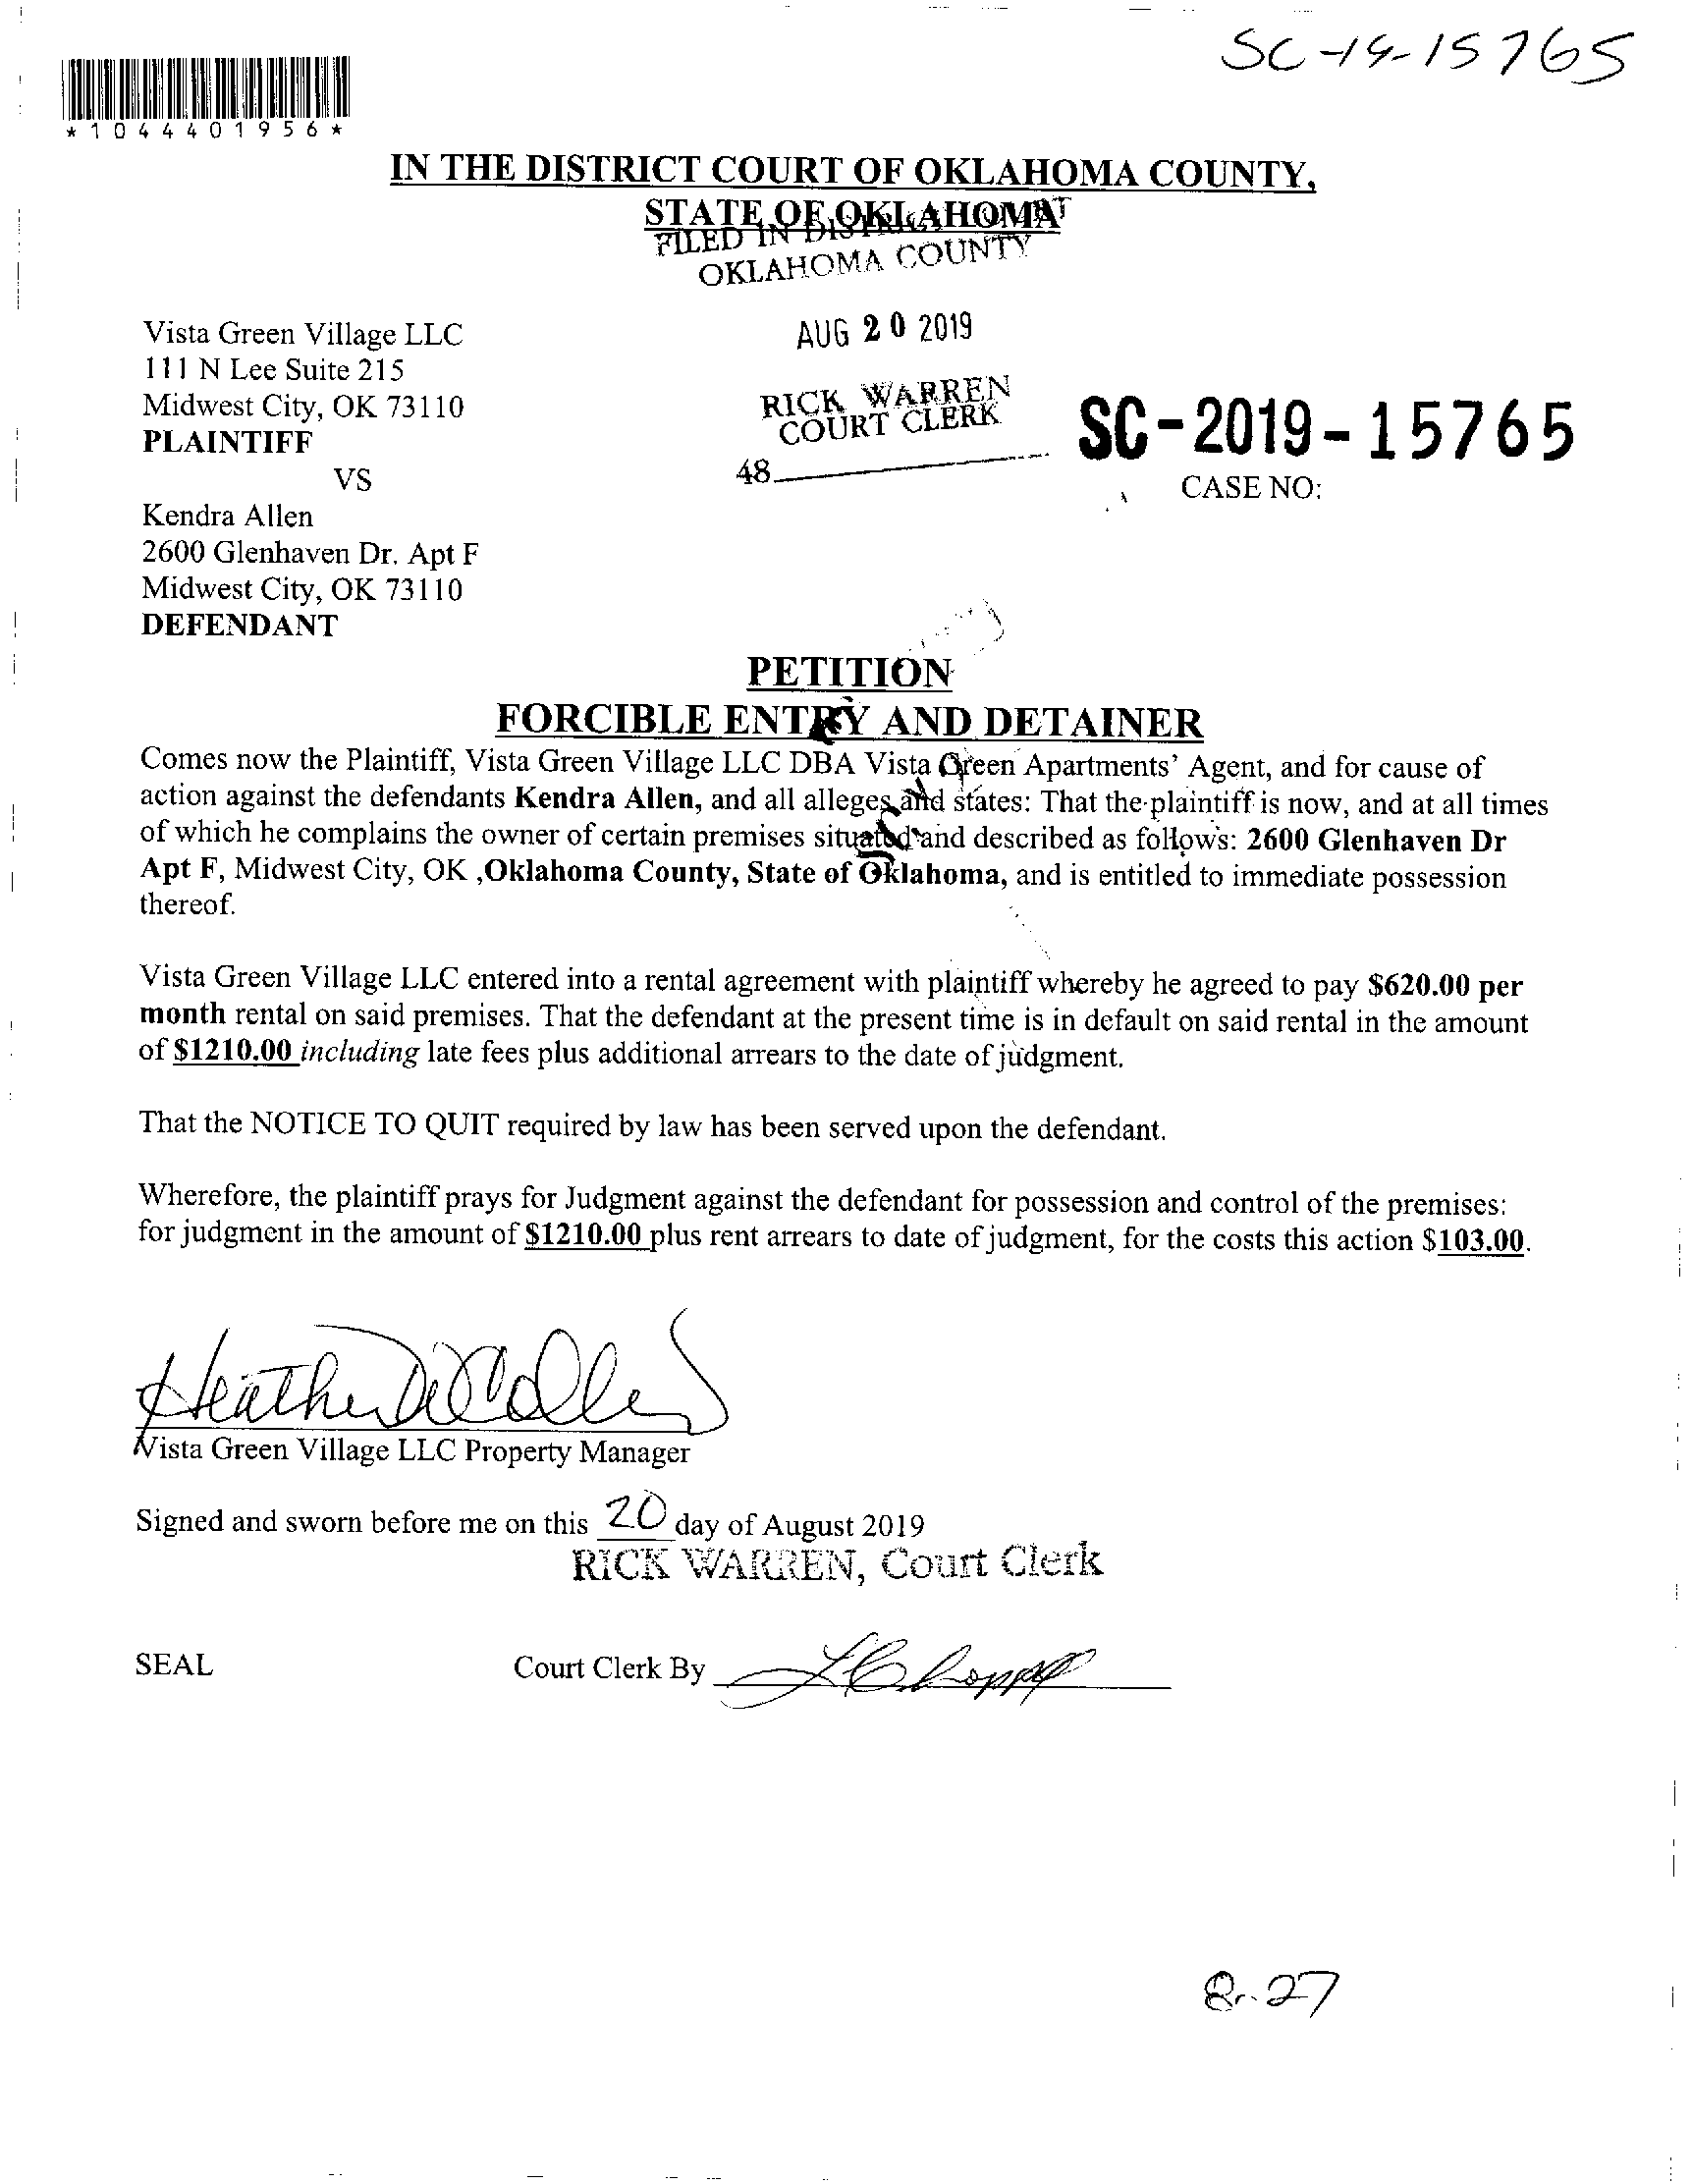 SC-19-15765
*1044401956*
IN THE DISTRICT COURT OF OKLAHOMA COUNTY,
STATE OF OKLAHOMA
FILED IN DISTRICT
OKLAHOMA COUNTY
Vista Green Village LLC
111 N Lee Suite 215
Midwest City, OK 73110
PLAINTIFF
VS
Kendra Allen
2600 Glenhaven Dr. Apt F
Midwest City, OK 73110
DEFENDANT
AUG 20 2019
RICK WARREN
COURT CLERK
48
SC-2019-15765
CASE NO:
PETITION
FORCIBLE ENTRY AND DETAINER
Comes now the Plaintiff, Vista Green Village LLC DBA Vista Green Apartments' Agent, and for cause of
action against the defendants Kendra Allen, and all alleges and states: That the plaintiff is now, and at all times
of which he complains the owner of certain premises situated and described as follows: 2600 Glenhaven Dr
Apt F, Midwest City, OK ,Oklahoma County, State of Oklahoma, and is entitled to immediate possession
thereof.
Vista Green Village LLC entered into a rental agreement with plaintiff whereby he agreed to pay $620.00 per
month rental on said premises. That the defendant at the present time is in default on said rental in the amount
of $1210.00 including late fees plus additional arrears to the date of judgment.
That the NOTICE TO QUIT required by law has been served upon the defendant.
Wherefore, the plaintiff prays for Judgment against the defendant for possession and control of the premises:
for judgment in the amount of $1210.00 plus rent arrears to date of judgment, for the costs this action $103.00.
Heather
Vista Green Village LLC Property Manager
Signed and sworn before me on this 20 day of August 2019
RICK WARREN, Court Clerk
SEAL
Court Clerk By
8-27